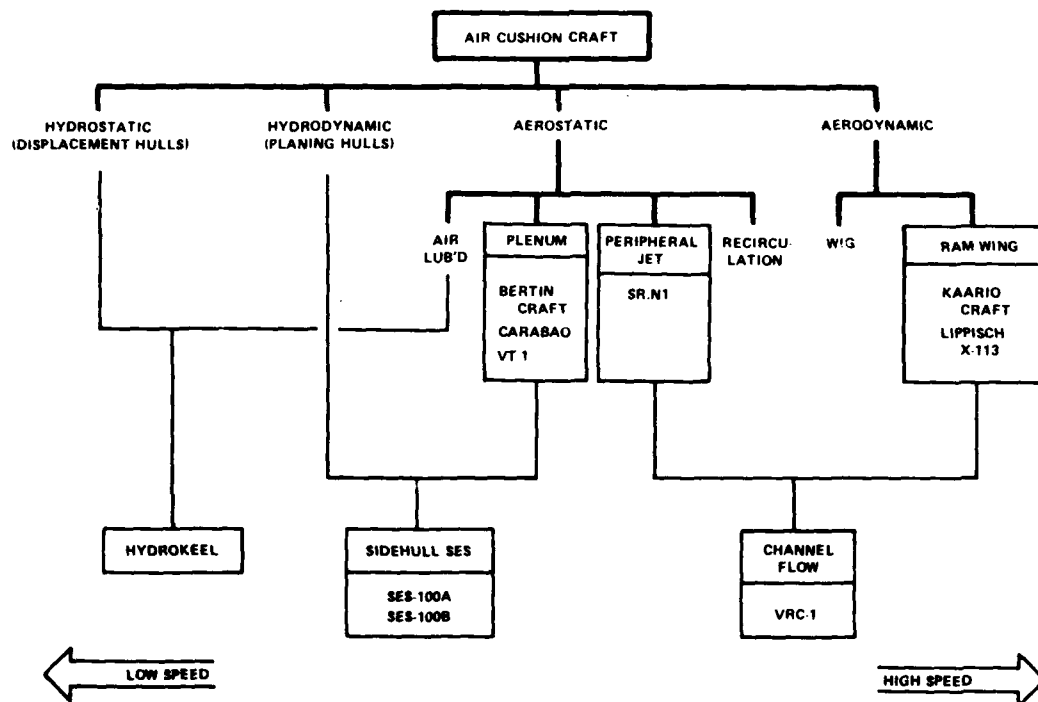 AIR CUSHION CRAFT
HYDROSTATIC
(DISPLACEMENT HULLS)
HYDRODYNAMIC
(PLANING HULLS)
AEROSTATIC
AERODYNAMIC
AIR
LUB'D
PLENUM
BERTIN
CRAFT
CARABAO
VT 1
PERIPHERAL
JET
SR.N1
RECIRCU-
LATION
WIG
RAM WING
KAARIO
CRAFT
LIPPISCH
X-113
HYDROKEEL
SIDEHULL SES
SES-100A
SES-100B
CHANNEL
FLOW
VRC-1
LOW SPEED
HIGH SPEED